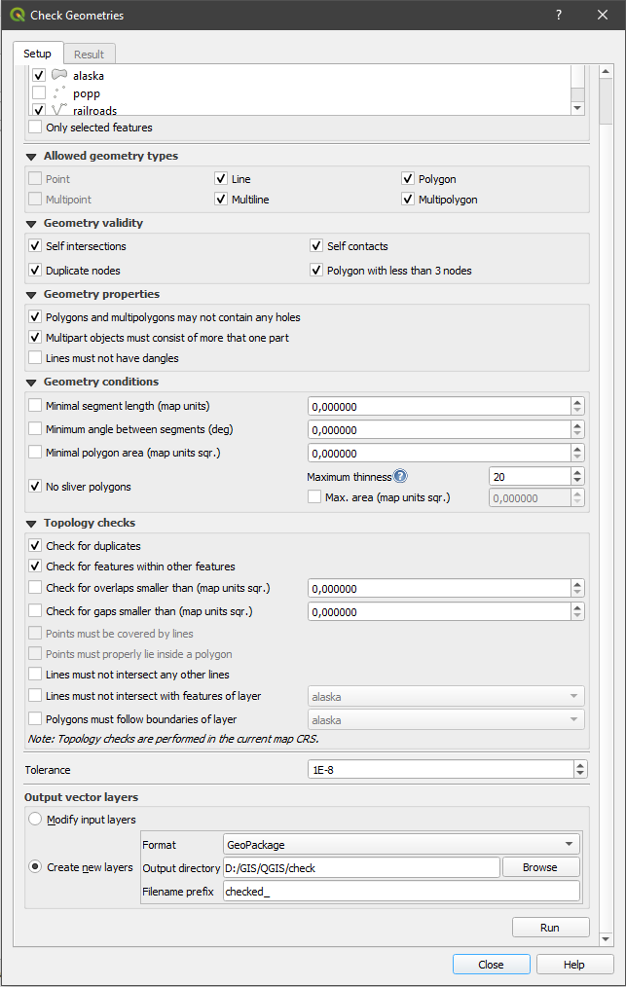 Check Geometries
Setup Result
alaska
popp
railroads
Only selected features
Allowed geometry types
Point Line Polygon
Multipoint Multiline Multipolygon
Geometry validity
Self intersections Self contacts
Duplicate nodes Polygon with less than 3 nodes
Geometry properties
Polygons and multipolygons may not contain any holes
Multipart objects must consist of more that one part
Lines must not have dangles
Geometry conditions
Minimal segment length (map units) 0,000000
Minimum angle between segments (deg) 0,000000
Minimal polygon area (map units sqr.) 0,000000
No sliver polygons Maximum thinness ? 20
Max. area (map units sqr.) 0,000000
Topology checks
Check for duplicates
Check for features within other features
Check for overlaps smaller than (map units sqr.) 0,000000
Check for gaps smaller than (map units sqr.) 0,000000
Points must be covered by lines
Points must properly lie inside a polygon
Lines must not intersect any other lines
Lines must not intersect with features of layer alaska
Polygons must follow boundaries of layer alaska
Note: Topology checks are performed in the current map CRS.
Tolerance 1E-8
Output vector layers
Modify input layers
Format GeoPackage
Create new layers Output directory D:/GIS/QGIS/check Browse
Filename prefix checked_
Run
Close Help